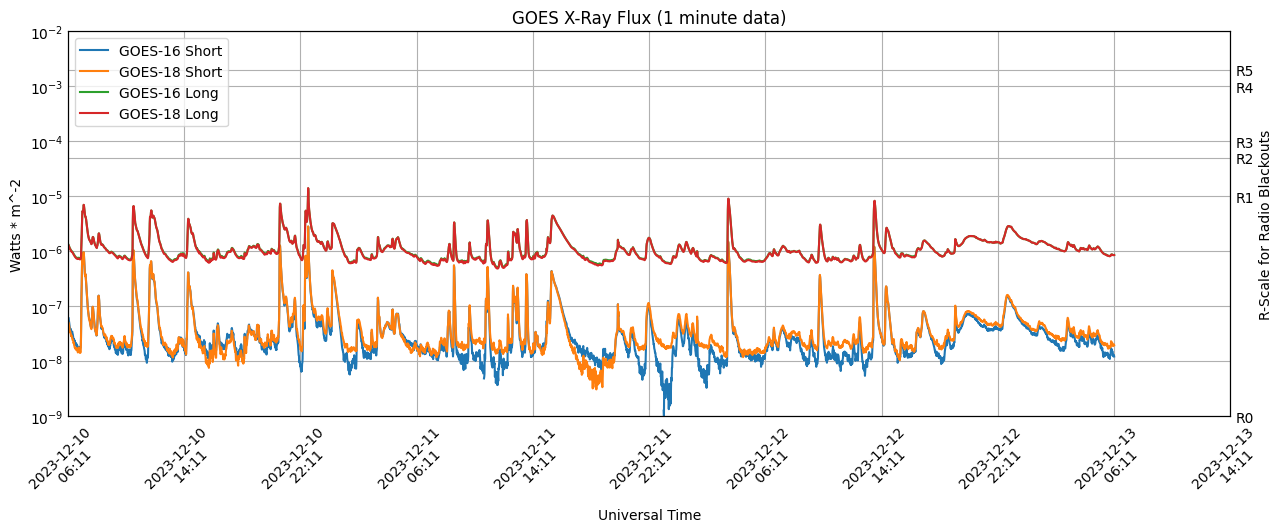 GOES X-Ray Flux (1 minute data)
GOES-16 Short
GOES-18 Short
GOES-16 Long
GOES-18 Long
Watts * m^-2
10⁻²
10⁻³
10⁻⁴
10⁻⁵
10⁻⁶
10⁻⁷
10⁻⁸
10⁻⁹
R5
R4
R3
R2
R1
R0
R-Scale for Radio Blackouts
2023-12-10
06:11
2023-12-10
14:11
2023-12-10
22:11
2023-12-11
06:11
2023-12-11
14:11
2023-12-11
22:11
2023-12-12
06:11
2023-12-12
14:11
2023-12-12
22:11
2023-12-13
06:11
2023-12-13
14:11
Universal Time